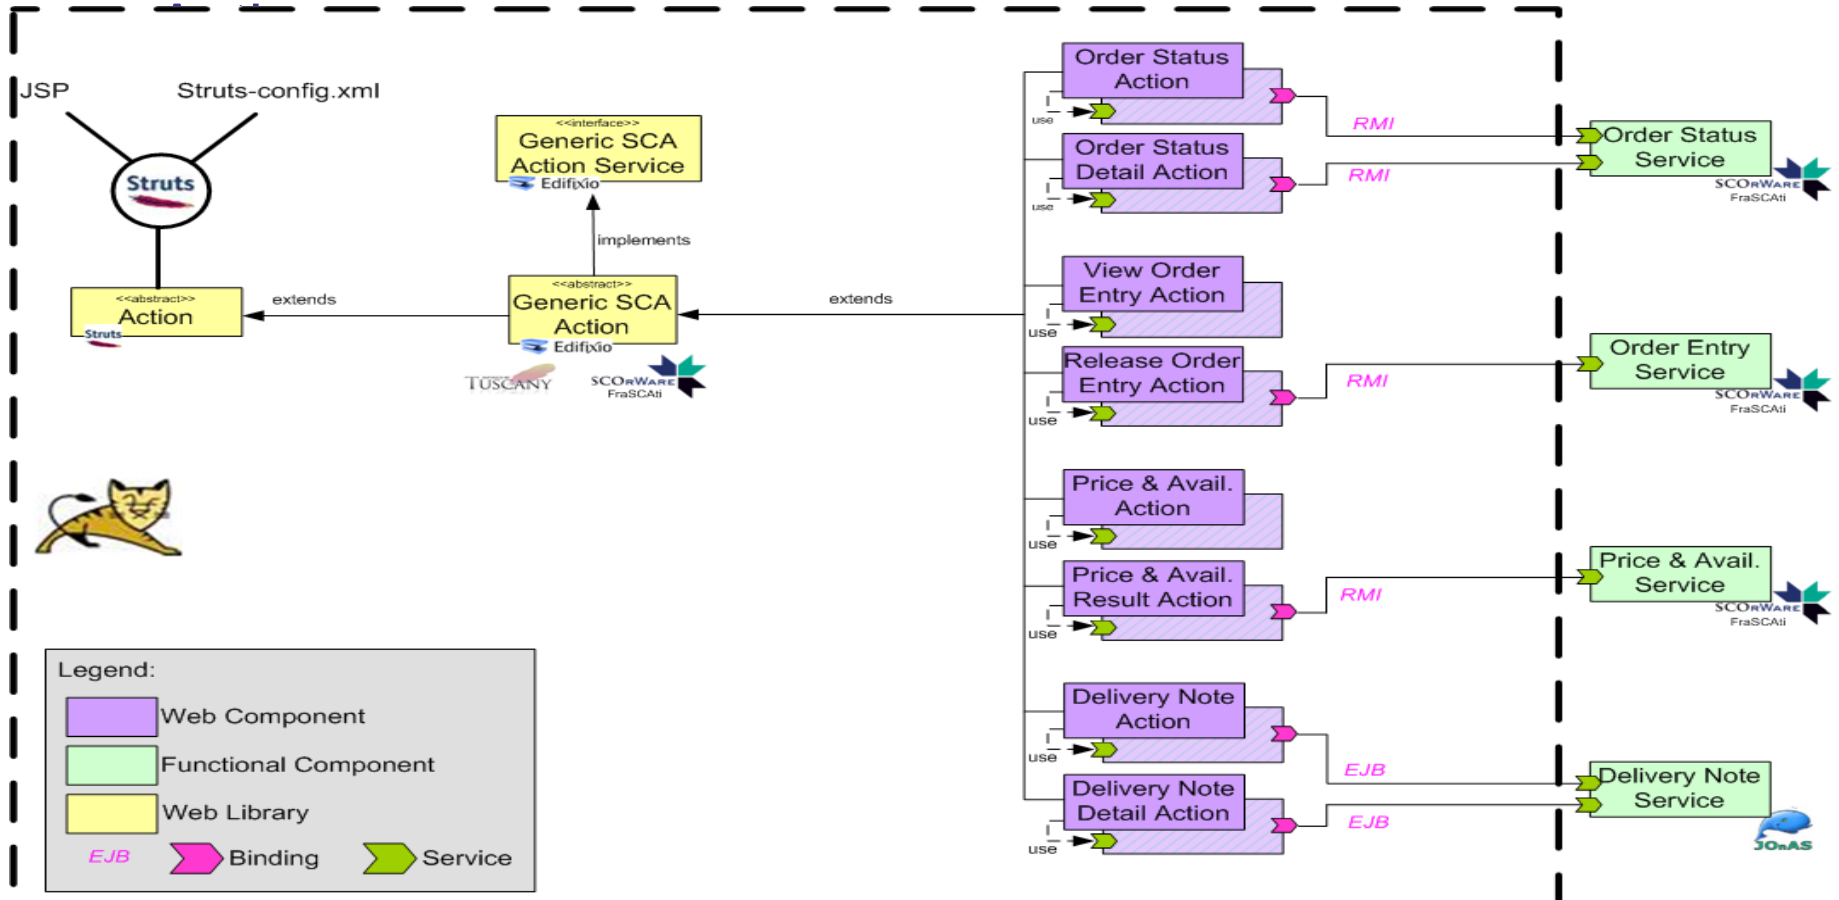 JSP
Struts-config.xml
Struts
<<abstract>>
Action
Struts
extends
<<interface>>
Generic SCA
Action Service
Edifixio
implements
<<abstract>>
Generic SCA
Action
Edifixio
TUSCANY
SCORWARE
FraSCAti
extends
Order Status
Action
use
RMI
Order Status
Detail Action
use
RMI
Order Status
Service
SCORWARE
FraSCAti
View Order
Entry Action
use
Release Order
Entry Action
use
RMI
Order Entry
Service
SCORWARE
FraSCAti
Price & Avail.
Action
use
Price & Avail.
Result Action
use
RMI
Price & Avail.
Service
SCORWARE
FraSCAti
Delivery Note
Action
use
EJB
Delivery Note
Detail Action
use
EJB
Delivery Note
Service
JOnAS
Legend:
Web Component
Functional Component
Web Library
EJB
Binding
Service